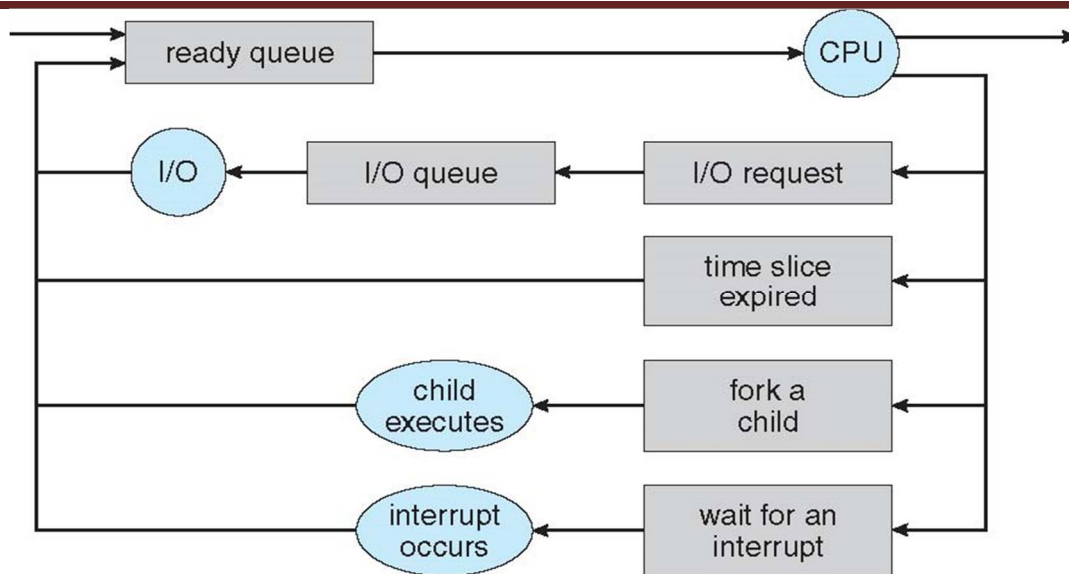 ready queue
CPU
I/O
I/O queue
I/O request
time slice
expired
child
executes
fork a
child
interrupt
occurs
wait for an
interrupt